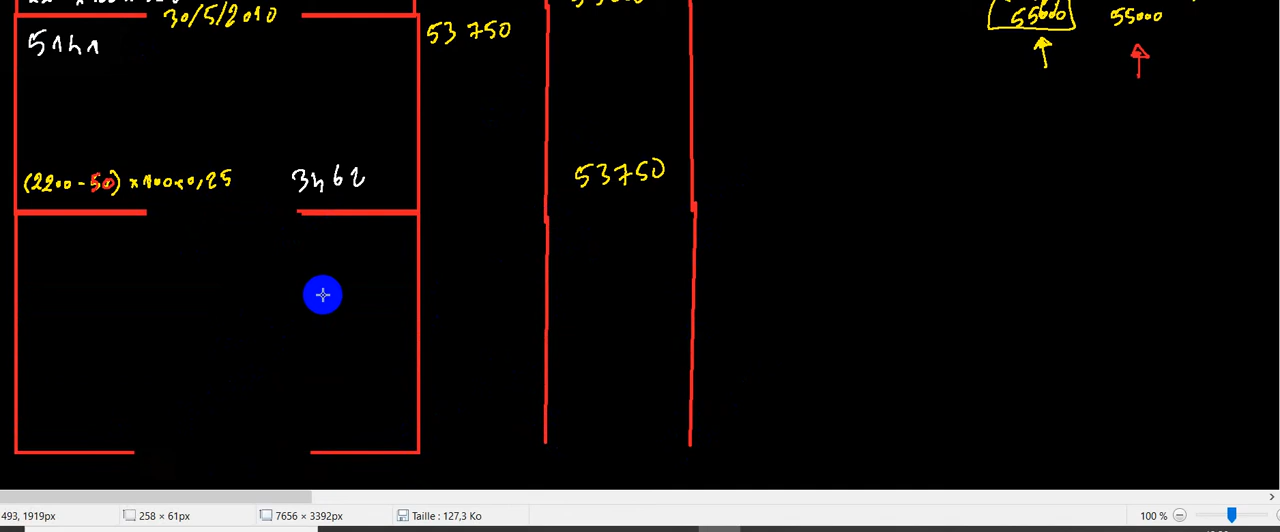 30/5/2010
55600 55000
5141 53 750
(2200 - 50) × 100 × 0,25 3462 53750
493, 1919px 258 × 61px 7656 × 3392px Taille : 127,3 Ko 100 %